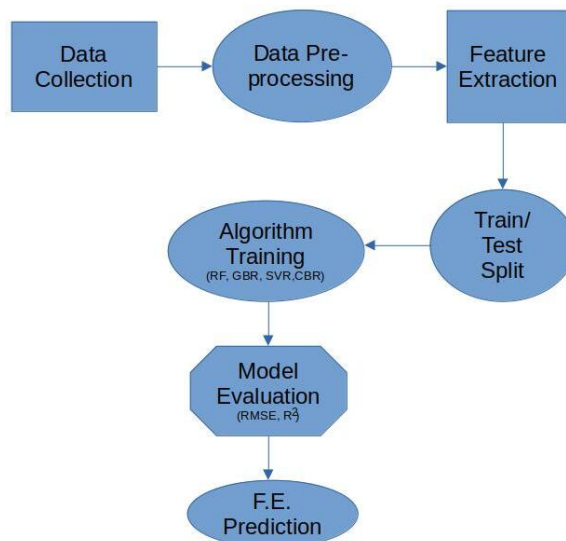 Data
Collection
Data Pre-
processing
Feature
Extraction
Train/
Test
Split
Algorithm
Training
(RF, GBR, SVR,CBR)
Model
Evaluation
(RMSE, R²)
F.E.
Prediction